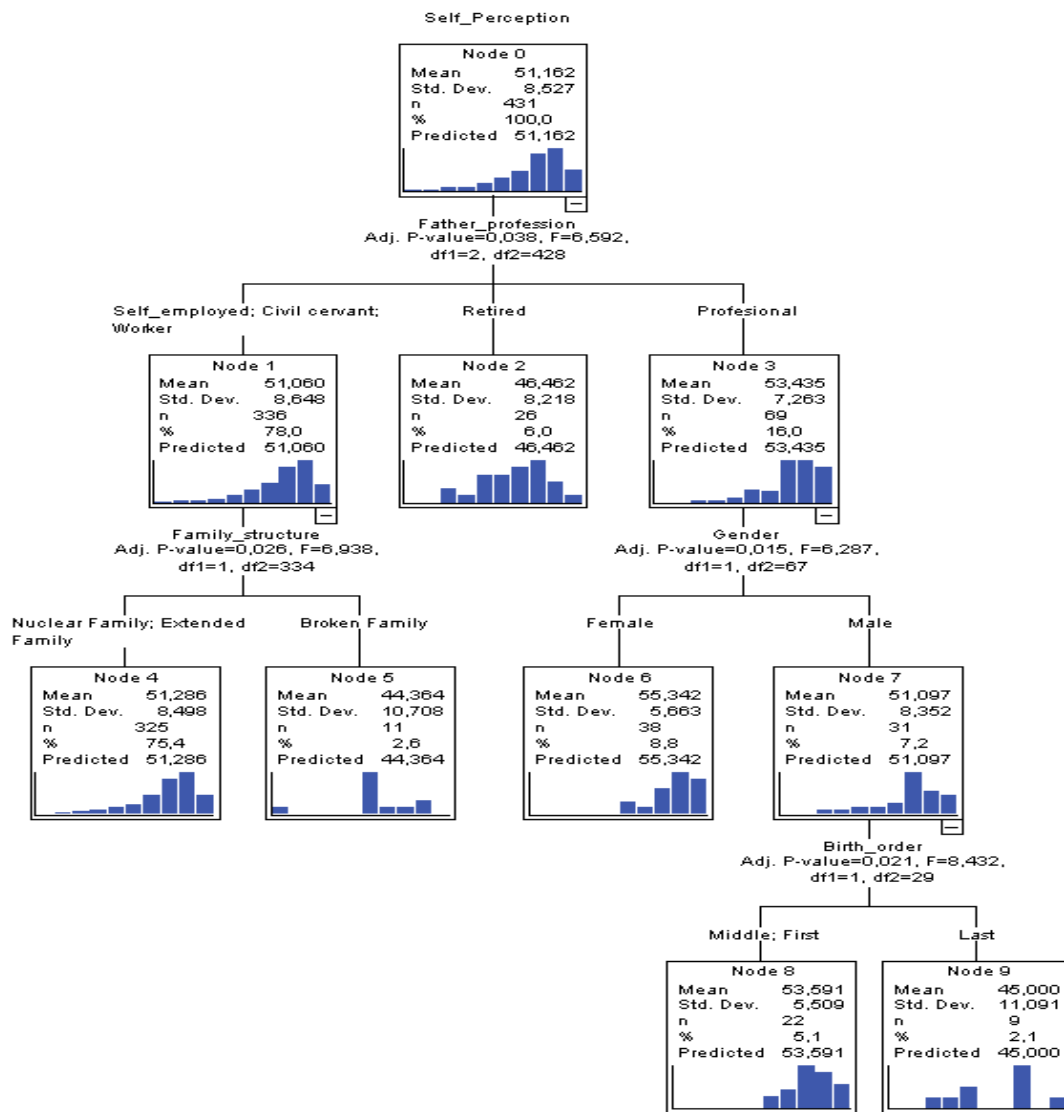 Self_Perception
Node 0
Mean 51,162
Std. Dev. 8,527
n 431
% 100,0
Predicted 51,162
Father_profession
Adj. P-value=0,038, F=6,592,
df1=2, df2=428
Self_employed; Civil cervant;
Worker
Retired
Profesional
Node 1
Mean 51,060
Std. Dev. 8,648
n 336
% 78,0
Predicted 51,060
Node 2
Mean 46,462
Std. Dev. 8,218
n 26
% 6,0
Predicted 46,462
Node 3
Mean 53,435
Std. Dev. 7,263
n 69
% 16,0
Predicted 53,435
Family_structure
Adj. P-value=0,026, F=6,938,
df1=1, df2=334
Gender
Adj. P-value=0,015, F=6,287,
df1=1, df2=67
Nuclear Family; Extended
Family
Broken Family
Female
Male
Node 4
Mean 51,286
Std. Dev. 8,498
n 325
% 75,4
Predicted 51,286
Node 5
Mean 44,364
Std. Dev. 10,708
n 11
% 2,6
Predicted 44,364
Node 6
Mean 55,342
Std. Dev. 5,663
n 38
% 8,8
Predicted 55,342
Node 7
Mean 51,097
Std. Dev. 8,352
n 31
% 7,2
Predicted 51,097
Birth_order
Adj. P-value=0,021, F=8,432,
df1=1, df2=29
Middle; First
Last
Node 8
Mean 53,591
Std. Dev. 5,509
n 22
% 5,1
Predicted 53,591
Node 9
Mean 45,000
Std. Dev. 11,091
n 9
% 2,1
Predicted 45,000